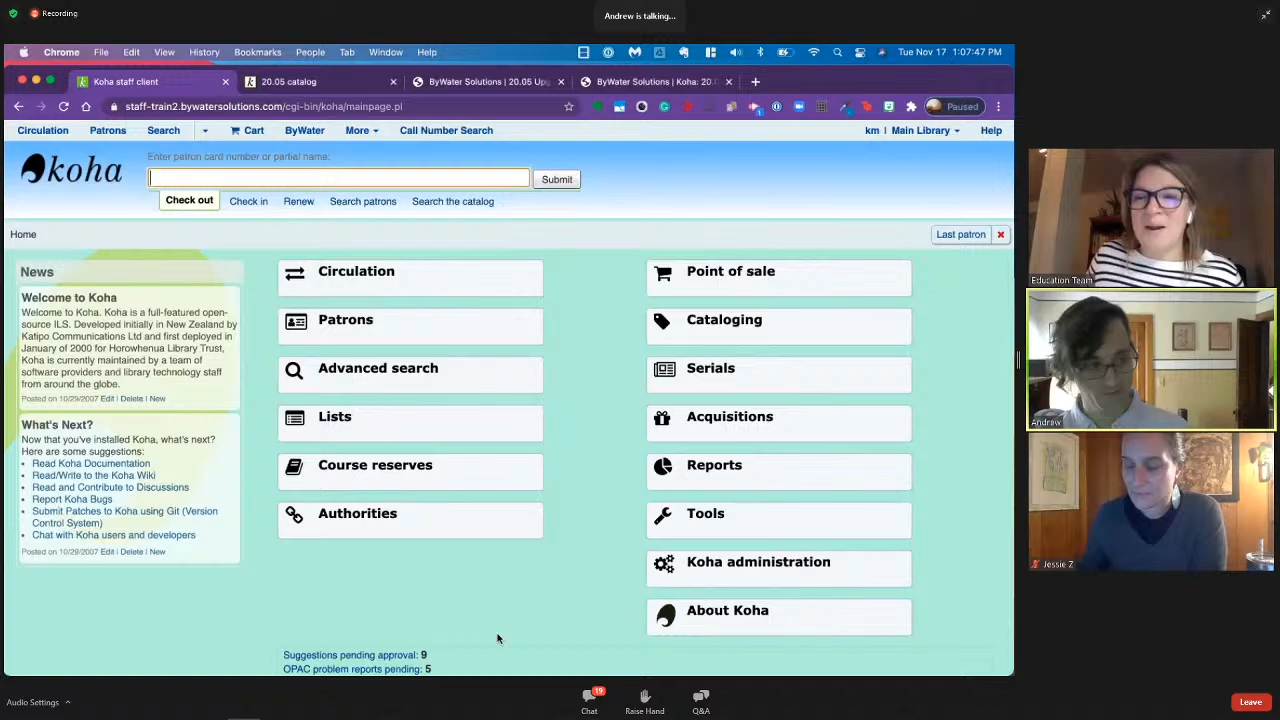 Recording
Andrew is talking...
Chrome File Edit View History Bookmarks People Tab Window Help
Tue Nov 17 1:07:47 PM
Koha staff client
20.05 catalog
ByWater Solutions | 20.05 Upg
ByWater Solutions | Koha: 20.
staff-train2.bywatersolutions.com/cgi-bin/koha/mainpage.pl
Paused
Circulation Patrons Search Cart ByWater More Call Number Search
km | Main Library Help
koha
Enter patron card number or partial name:
Submit
Check out Check in Renew Search patrons Search the catalog
Home
Last patron
News
Welcome to Koha
Welcome to Koha. Koha is a full-featured open-
source ILS. Developed initially in New Zealand by
Katipo Communications Ltd and first deployed in
January of 2000 for Horowhenua Library Trust,
Koha is currently maintained by a team of
software providers and library technology staff
from around the globe.
Posted on 10/29/2007 Edit | Delete | New
What's Next?
Now that you've installed Koha, what's next?
Here are some suggestions:
Read Koha Documentation
Read/Write to the Koha Wiki
Read and Contribute to Discussions
Report Koha Bugs
Submit Patches to Koha using Git (Version
Control System)
Chat with Koha users and developers
Posted on 10/29/2007 Edit | Delete | New
Circulation
Patrons
Advanced search
Lists
Course reserves
Authorities
Point of sale
Cataloging
Serials
Acquisitions
Reports
Tools
Koha administration
About Koha
Suggestions pending approval: 9
OPAC problem reports pending: 5
Education Team
Andrew
Jessie Z
Audio Settings
19
Chat
Raise Hand
Q&A
Leave